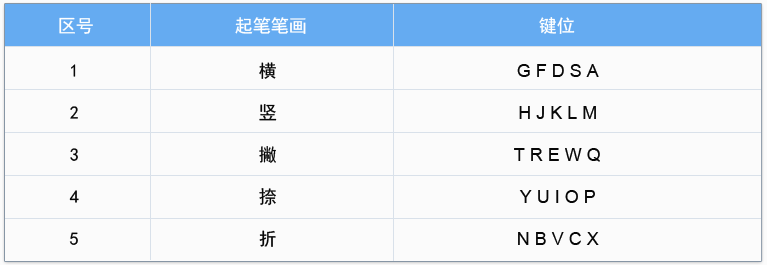 区号 起笔笔画 键位
1 横 G F D S A
2 竖 H J K L M
3 撇 T R E W Q
4 捺 Y U I O P
5 折 N B V C X